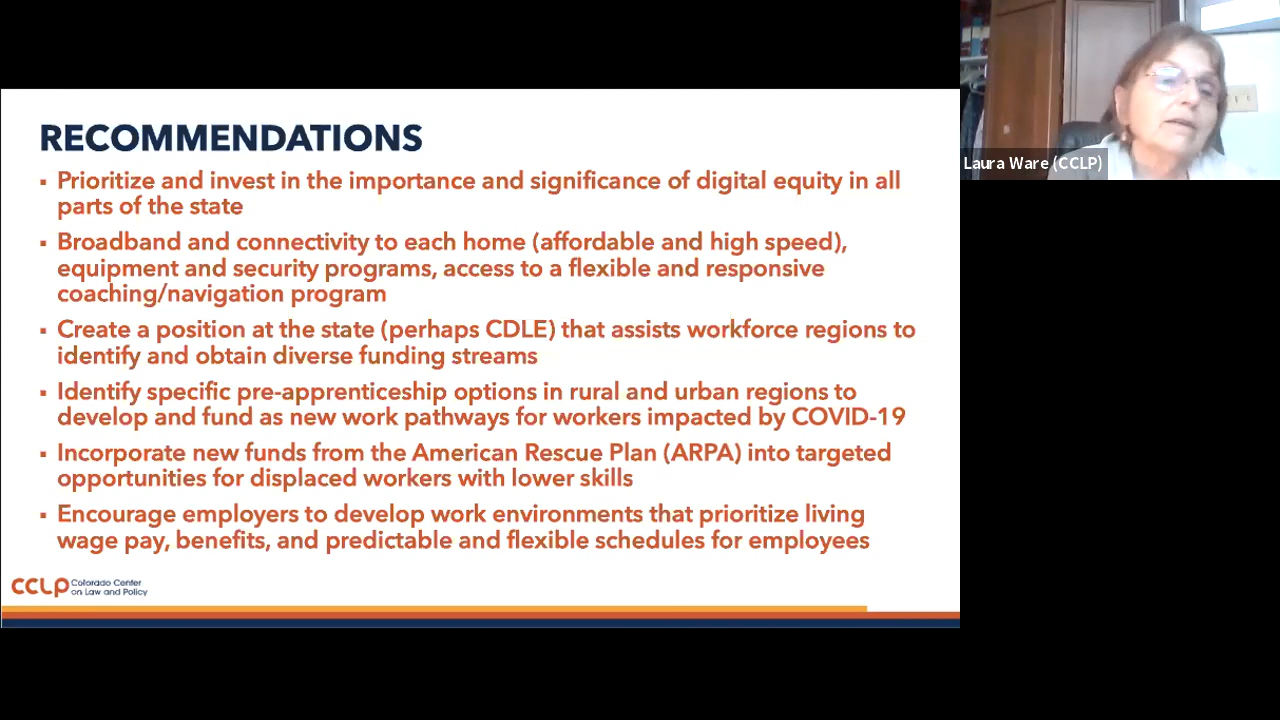 RECOMMENDATIONS
▪ Prioritize and invest in the importance and significance of digital equity in all
parts of the state
▪ Broadband and connectivity to each home (affordable and high speed),
equipment and security programs, access to a flexible and responsive
coaching/navigation program
▪ Create a position at the state (perhaps CDLE) that assists workforce regions to
identify and obtain diverse funding streams
▪ Identify specific pre-apprenticeship options in rural and urban regions to
develop and fund as new work pathways for workers impacted by COVID-19
▪ Incorporate new funds from the American Rescue Plan (ARPA) into targeted
opportunities for displaced workers with lower skills
▪ Encourage employers to develop work environments that prioritize living
wage pay, benefits, and predictable and flexible schedules for employees
CCLP Colorado Center
on Law and Policy
Laura Ware (CCLP)